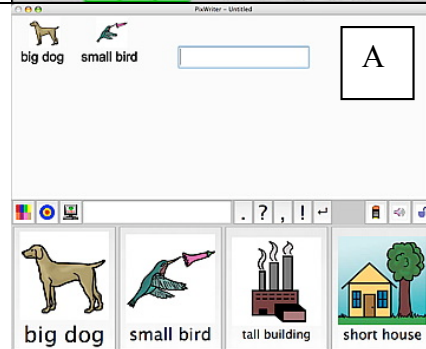 PixWriter - Untitled
big dog small bird
A
. ? , ! ↵
big dog small bird tall building short house